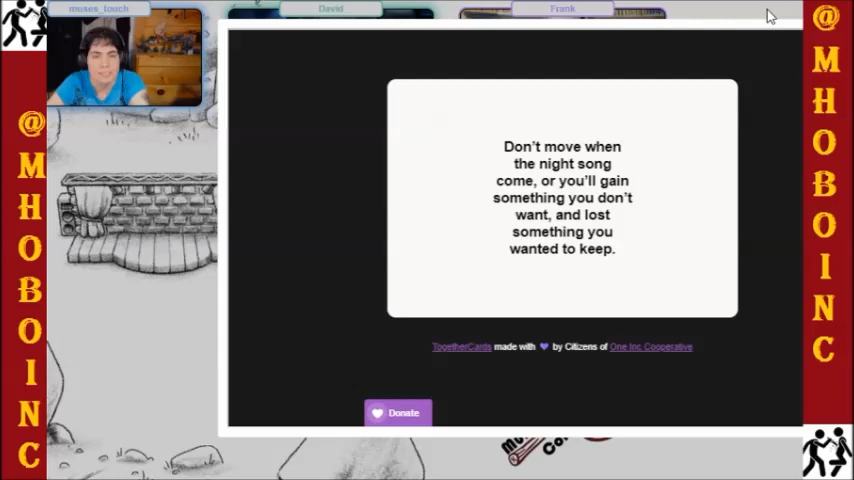 muses_touch
David
Frank
@MHOBOINC
@MHOBOINC
Don't move when
the night song
come, or you'll gain
something you don't
want, and lost
something you
wanted to keep.
TogetherCards made with by Citizens of One Inc Cooperative
Donate